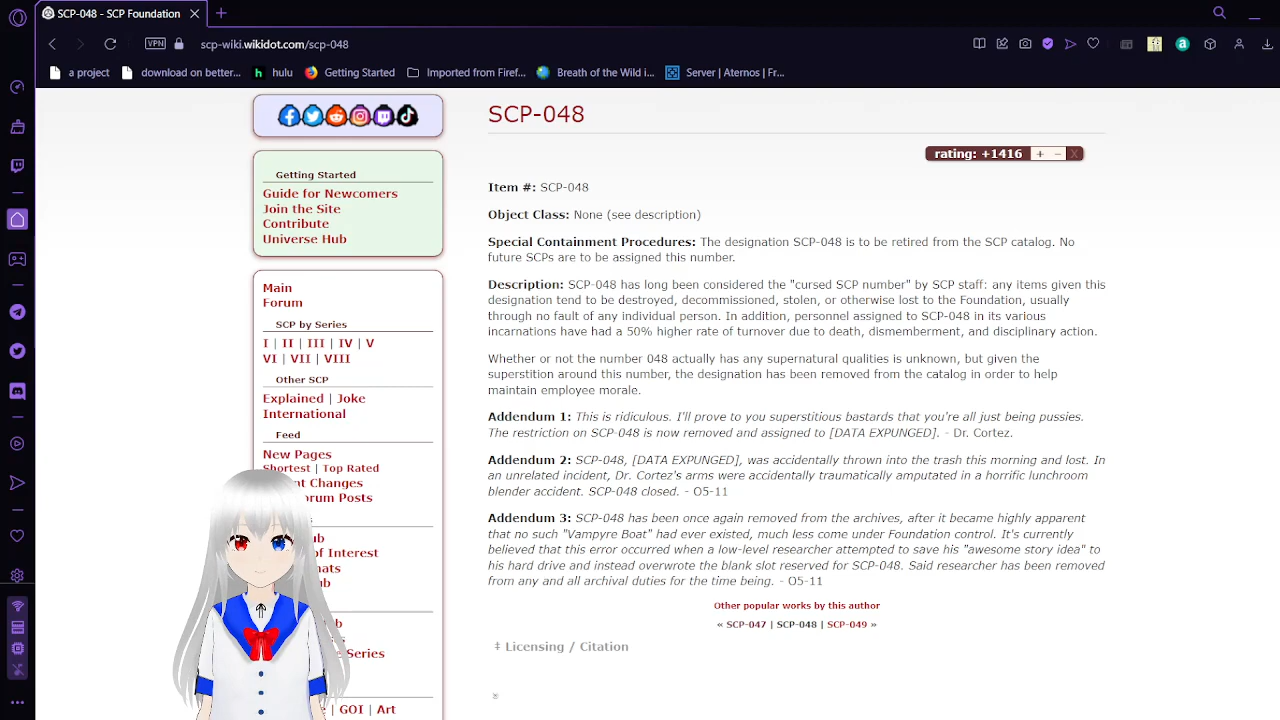 SCP-048 - SCP Foundation
VPN
scp-wiki.wikidot.com/scp-048
a project
download on better...
hulu
Getting Started
Imported from Firef...
Breath of the Wild i...
Server | Aternos | Fr...
Getting Started
Guide for Newcomers
Join the Site
Contribute
Universe Hub
Main
Forum
SCP by Series
I | II | III | IV | V
VI | VII | VIII
Other SCP
Explained | Joke
International
Feed
New Pages
Shortest | Top Rated
nt Changes
orum Posts
ub
of Interest
mats
ub
b
e Series
e | GOI | Art
SCP-048
rating: +1416 + − X
Item #: SCP-048
Object Class: None (see description)
Special Containment Procedures: The designation SCP-048 is to be retired from the SCP catalog. No
future SCPs are to be assigned this number.
Description: SCP-048 has long been considered the "cursed SCP number" by SCP staff: any items given this
designation tend to be destroyed, decommissioned, stolen, or otherwise lost to the Foundation, usually
through no fault of any individual person. In addition, personnel assigned to SCP-048 in its various
incarnations have had a 50% higher rate of turnover due to death, dismemberment, and disciplinary action.
Whether or not the number 048 actually has any supernatural qualities is unknown, but given the
superstition around this number, the designation has been removed from the catalog in order to help
maintain employee morale.
Addendum 1: This is ridiculous. I'll prove to you superstitious bastards that you're all just being pussies.
The restriction on SCP-048 is now removed and assigned to [DATA EXPUNGED]. - Dr. Cortez.
Addendum 2: SCP-048, [DATA EXPUNGED], was accidentally thrown into the trash this morning and lost. In
an unrelated incident, Dr. Cortez's arms were accidentally traumatically amputated in a horrific lunchroom
blender accident. SCP-048 closed. - O5-11
Addendum 3: SCP-048 has been once again removed from the archives, after it became highly apparent
that no such "Vampyre Boat" had ever existed, much less come under Foundation control. It's currently
believed that this error occurred when a low-level researcher attempted to save his "awesome story idea" to
his hard drive and instead overwrote the blank slot reserved for SCP-048. Said researcher has been removed
from any and all archival duties for the time being. - O5-11
Other popular works by this author
« SCP-047 | SCP-048 | SCP-049 »
‡ Licensing / Citation